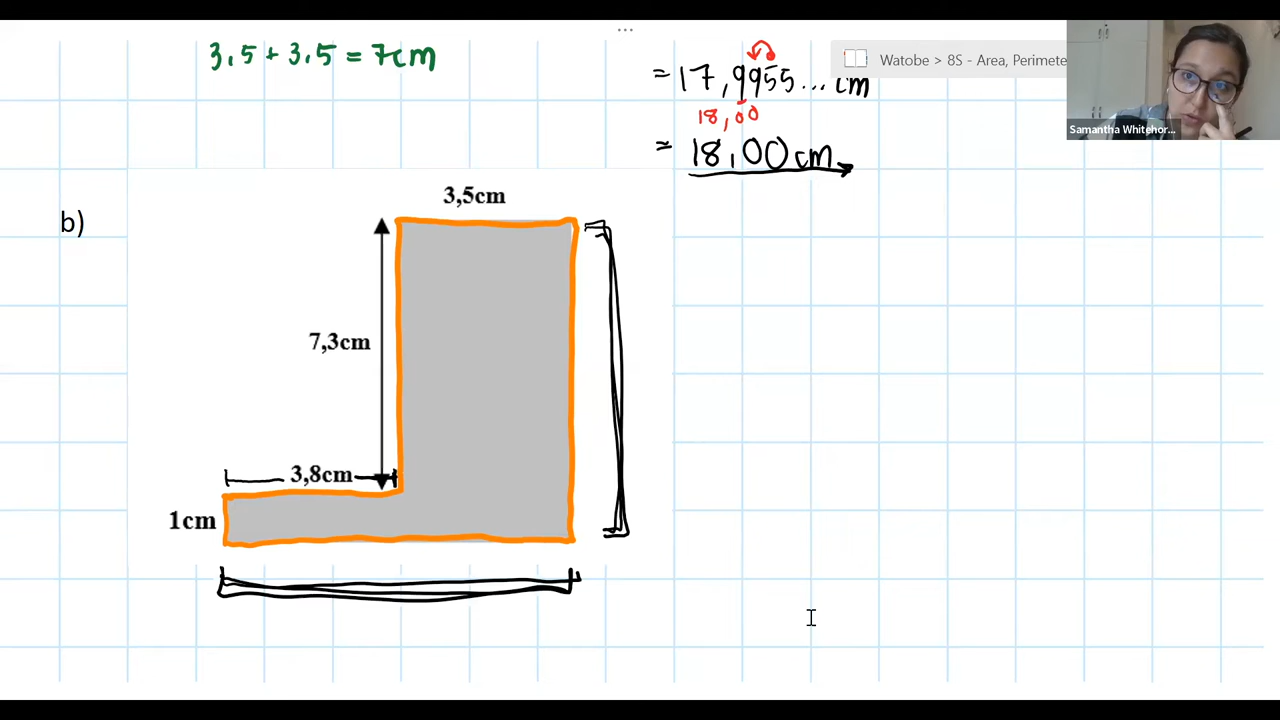 3.5 + 3.5 = 7cm
= 17,9955... cm
18,00
≈ 18,00 cm
Watobe > 8S - Area, Perimete
Samantha Whitehor...
b)
3,5cm
7,3cm
3,8cm
1cm